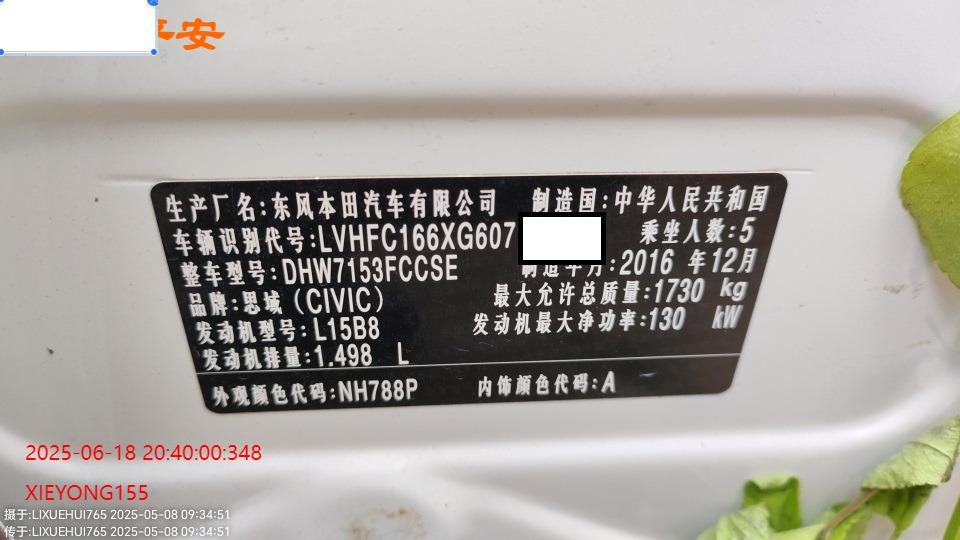 平安
生产厂名:东风本田汽车有限公司 制造国:中华人民共和国
车辆识别代号:LVHFC166XG607 乘坐人数:5
整车型号:DHW7153FCCSE 制造年月:2016 年12月
品牌:思域(CIVIC) 最大允许总质量:1730 kg
发动机型号:L15B8 发动机最大净功率:130 kW
发动机排量:1.498 L
外观颜色代码:NH788P 内饰颜色代码:A
2025-06-18 20:40:00:348
XIEYONG155
摄于:LIXUEHUI765 2025-05-08 09:34:51
传于:LIXUEHUI765 2025-05-08 09:34:51